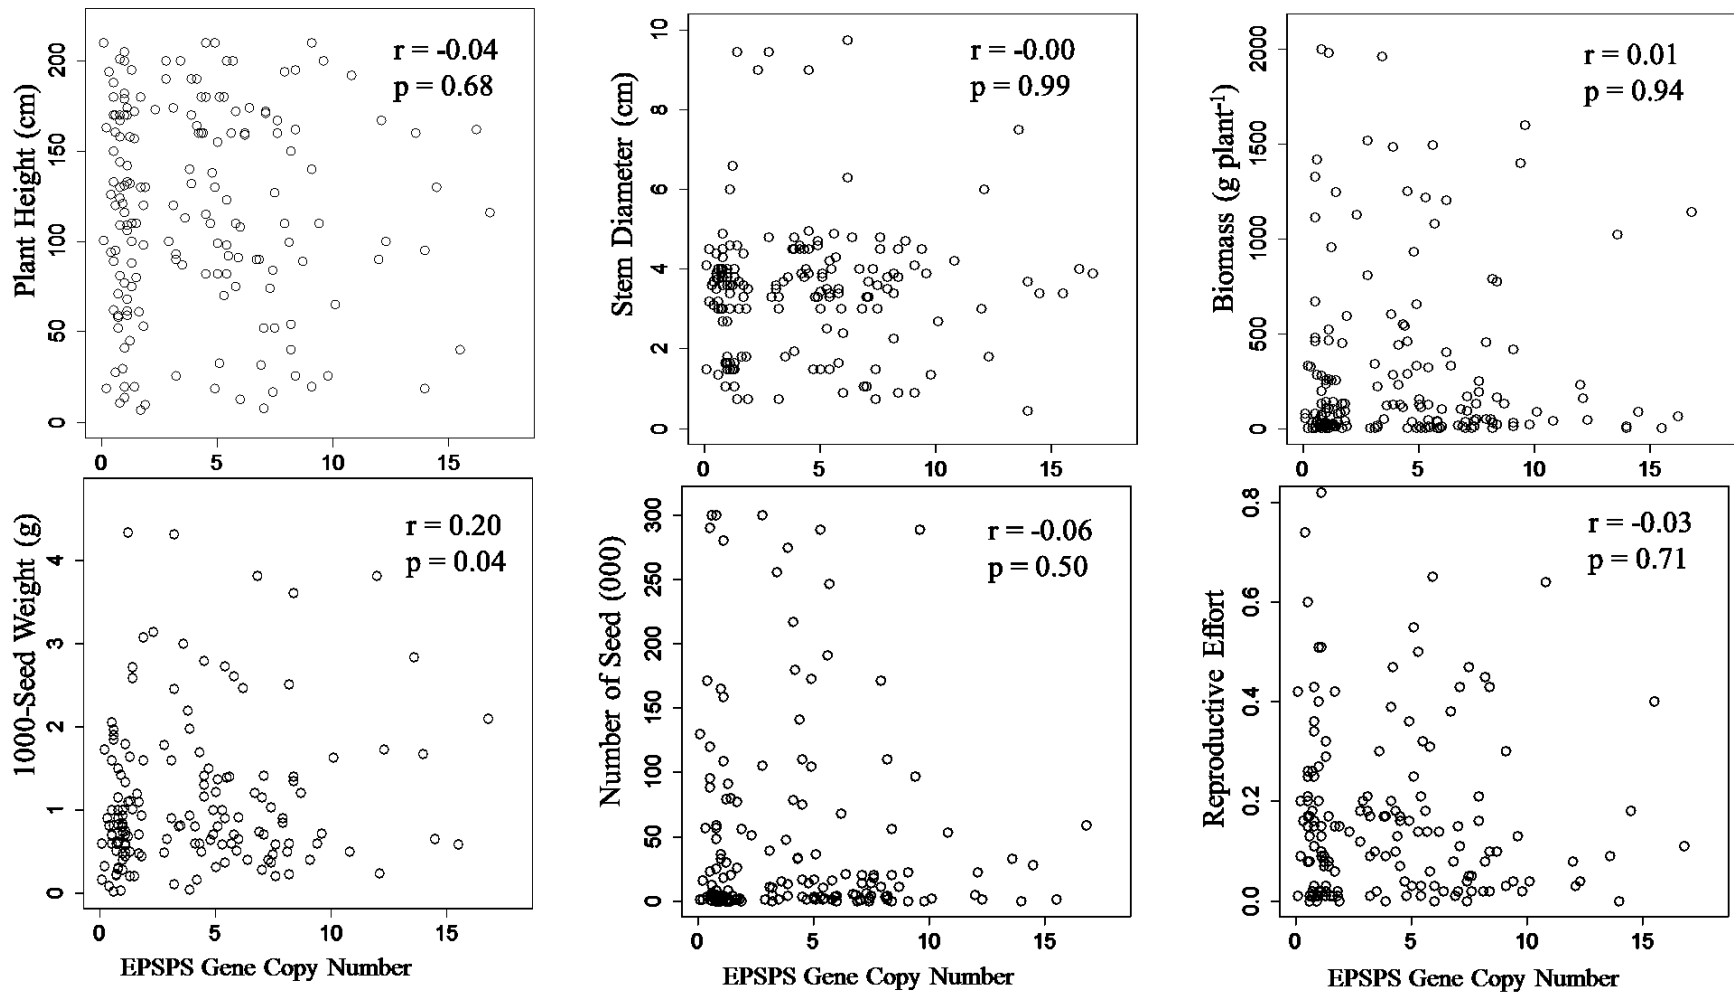 Plant Height (cm)
200
150
100
50
0
0 5 10 15
r = -0.04
p = 0.68
Stem Diameter (cm)
10
8
6
4
2
0
0 5 10 15
r = -0.00
p = 0.99
Biomass (g plant⁻¹)
2000
1500
1000
500
0
0 5 10 15
r = 0.01
p = 0.94
1000-Seed Weight (g)
4
3
2
1
0
0 5 10 15
r = 0.20
p = 0.04
EPSPS Gene Copy Number
Number of Seed (000)
300
250
200
150
100
50
0
0 5 10 15
r = -0.06
p = 0.50
EPSPS Gene Copy Number
Reproductive Effort
0.8
0.6
0.4
0.2
0.0
0 5 10 15
r = -0.03
p = 0.71
EPSPS Gene Copy Number